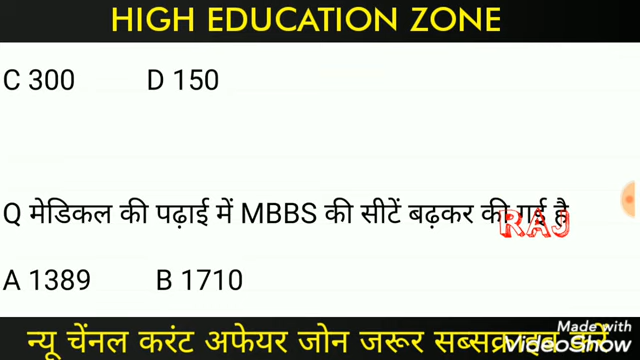 HIGH EDUCATION ZONE
C 300 D 150
Q मेडिकल की पढ़ाई में MBBS की सीटें बढ़कर की गई है
RAJ
A 1389 B 1710
Made with
VideoShow
न्यू चेंनल करंट अफेयर जोन जरूर सब्सक्राइब करें